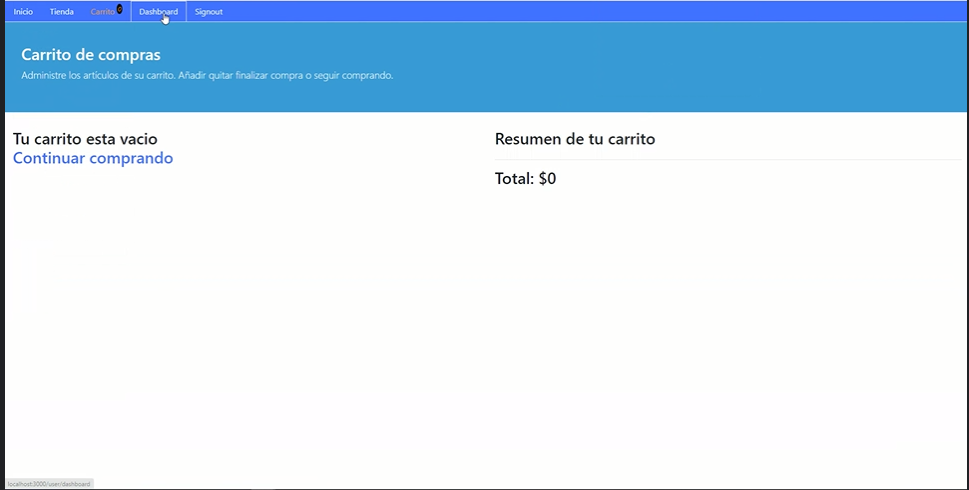 Inicio Tienda Carrito 0 Dashboard Signout
Carrito de compras
Administre los artículos de su carrito. Añadir quitar finalizar compra o seguir comprando.
Tu carrito esta vacio
Continuar comprando
Resumen de tu carrito
Total: $0
localhost:3000/user/dashboard